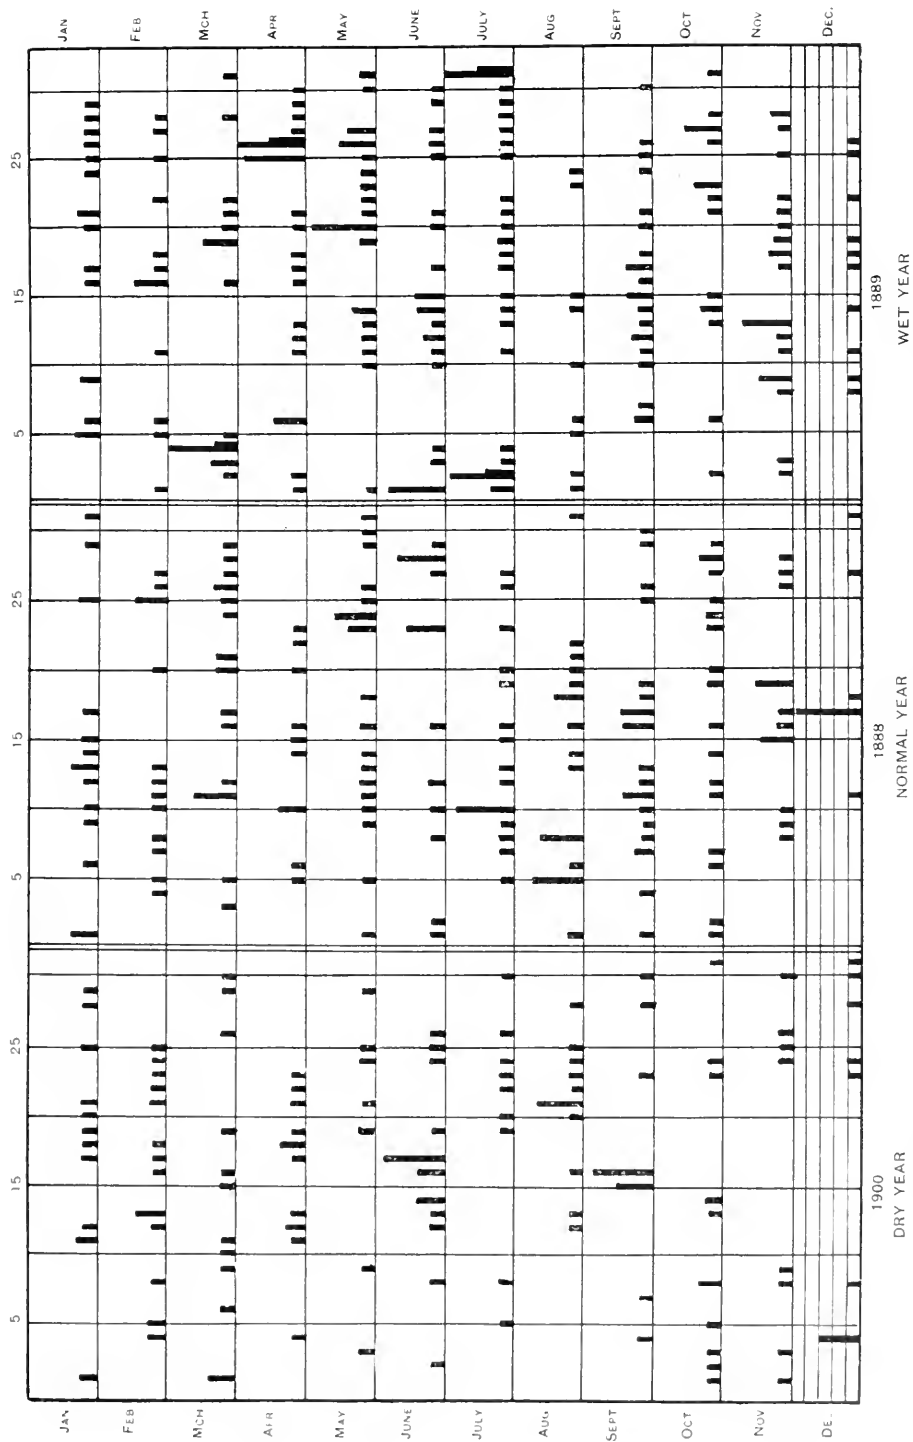 JAN
FEB
MCH
APR
MAY
JUNE
JULY
AUG
SEPT
OCT
NOV
DEC.
5
15
25
5
15
25
5
15
25
1900
DRY YEAR
1888
NORMAL YEAR
1889
WET YEAR
JAN
FEB
MCH
APR
MAY
JUNE
JULY
AUG
SEPT
OCT
NOV
DE.